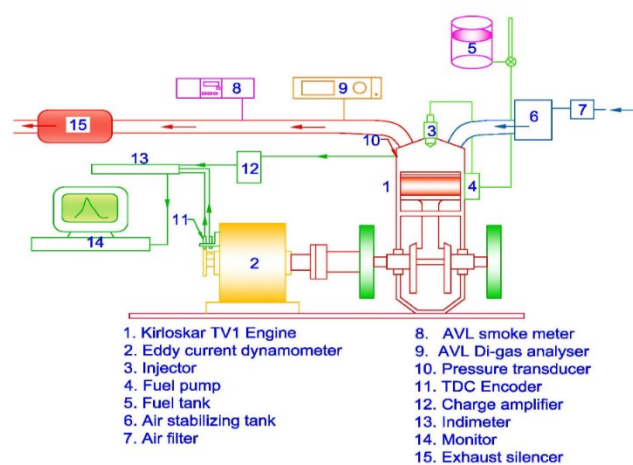 5
8
9
6
7
3
15
10
13
12
1
4
11
14
2
1. Kirloskar TV1 Engine
2. Eddy current dynamometer
3. Injector
4. Fuel pump
5. Fuel tank
6. Air stabilizing tank
7. Air filter
8. AVL smoke meter
9. AVL Di-gas analyser
10. Pressure transducer
11. TDC Encoder
12. Charge amplifier
13. Indimeter
14. Monitor
15. Exhaust silencer